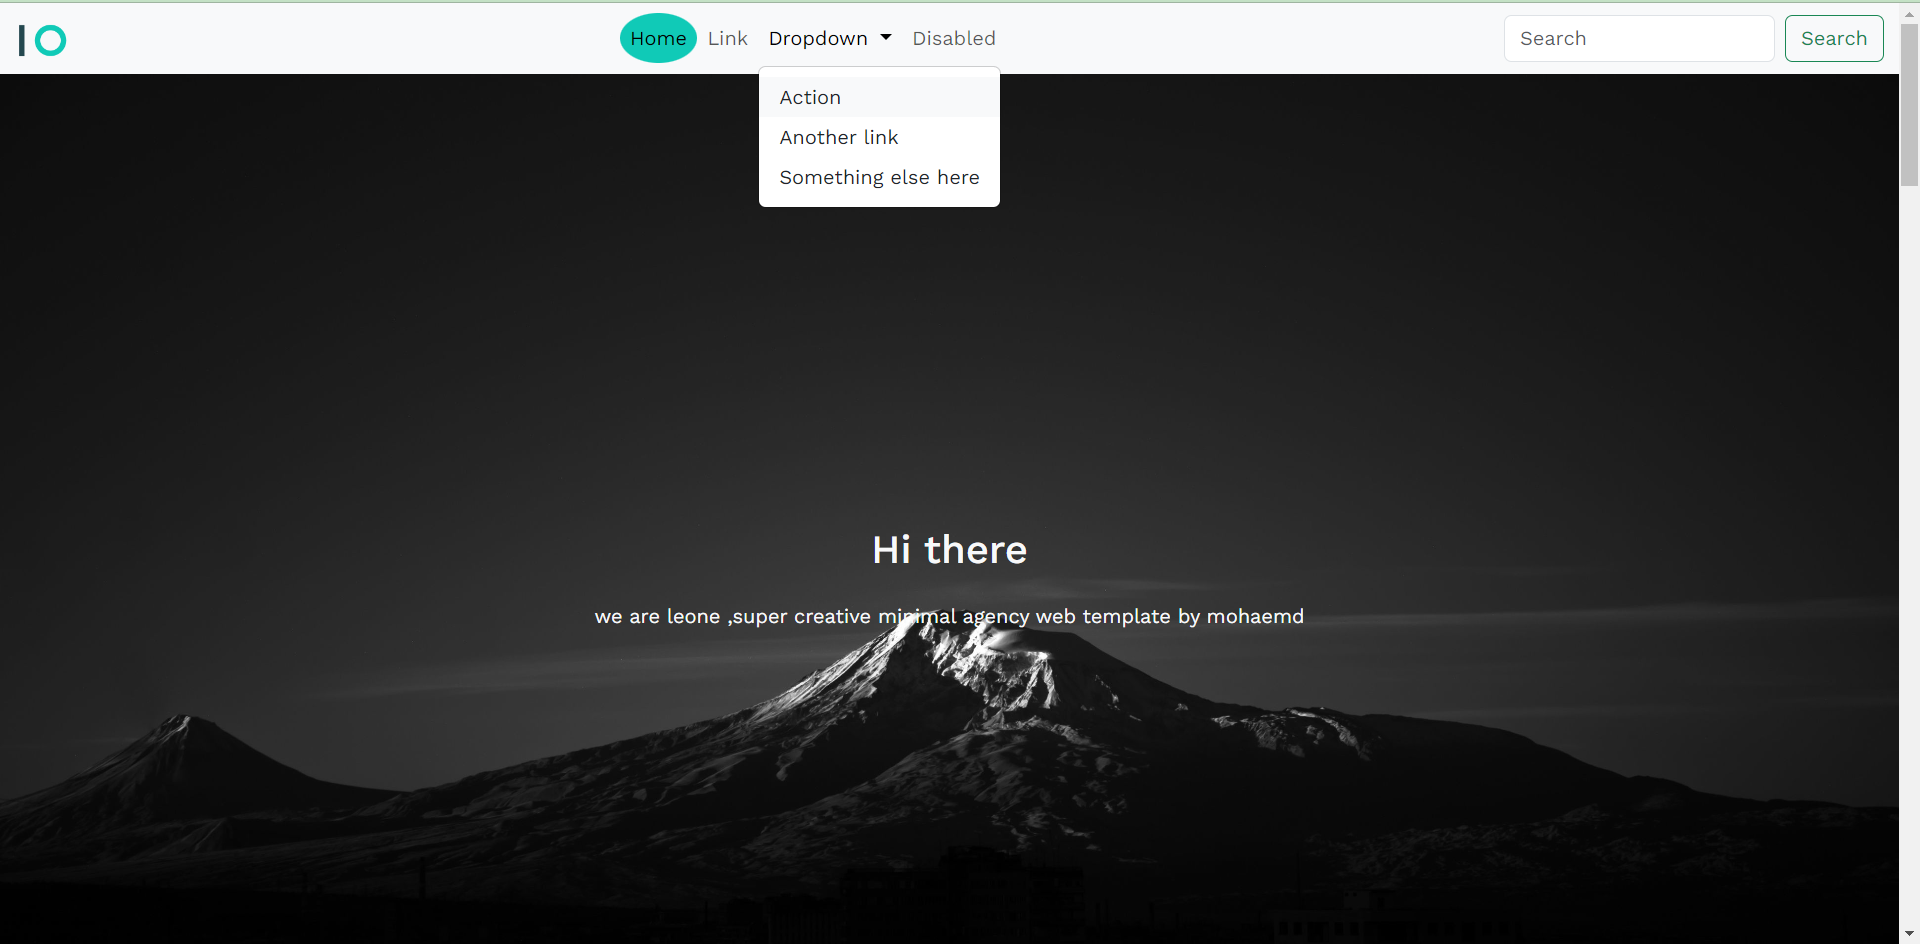 IO
Home Link Dropdown Disabled Search Search
Action
Another link
Something else here
Hi there
we are leone ,super creative minimal agency web template by mohaemd